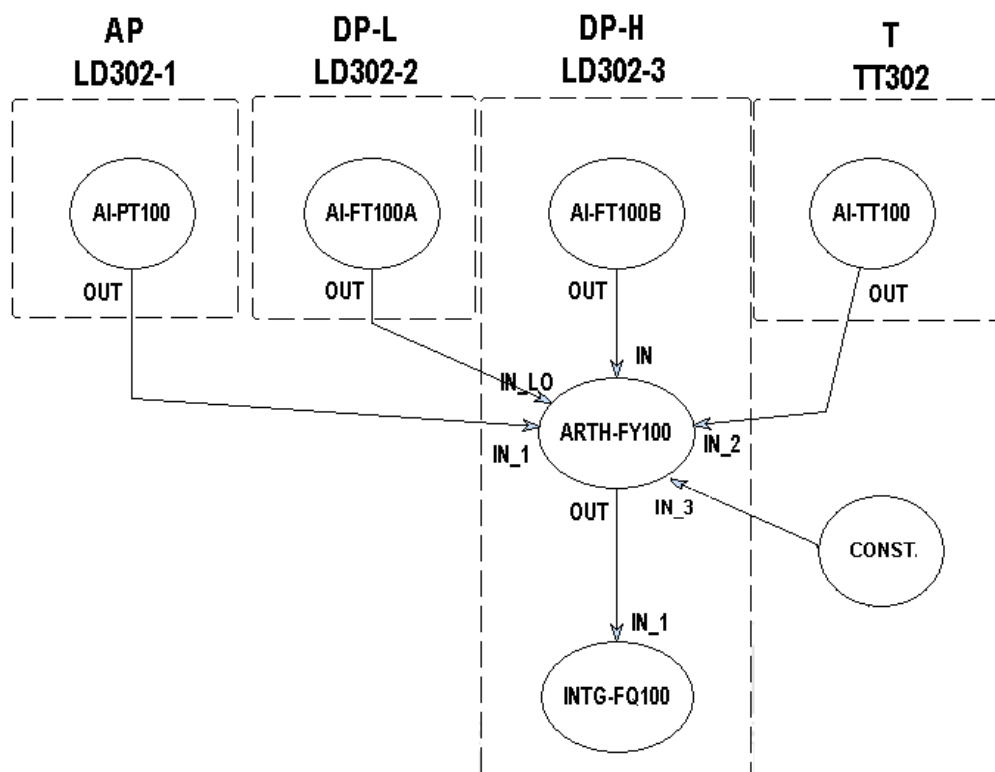 AP
LD302-1
DP-L
LD302-2
DP-H
LD302-3
T
TT302
AI-PT100
AI-FT100A
AI-FT100B
AI-TT100
OUT
OUT
OUT
OUT
IN
IN_LO
ARTH-FY100
IN_1
IN_2
OUT
IN_3
CONST.
IN_1
INTG-FQ100